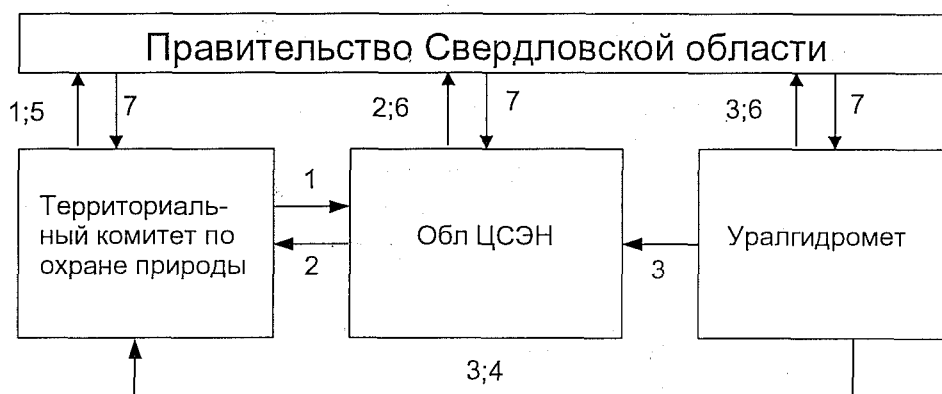 Правительство Свердловской области
1;5
7
2;6
7
3;6
7
Территориаль-
ный комитет по
охране природы
1
2
Обл ЦСЭН
3
Уралгидромет
3;4